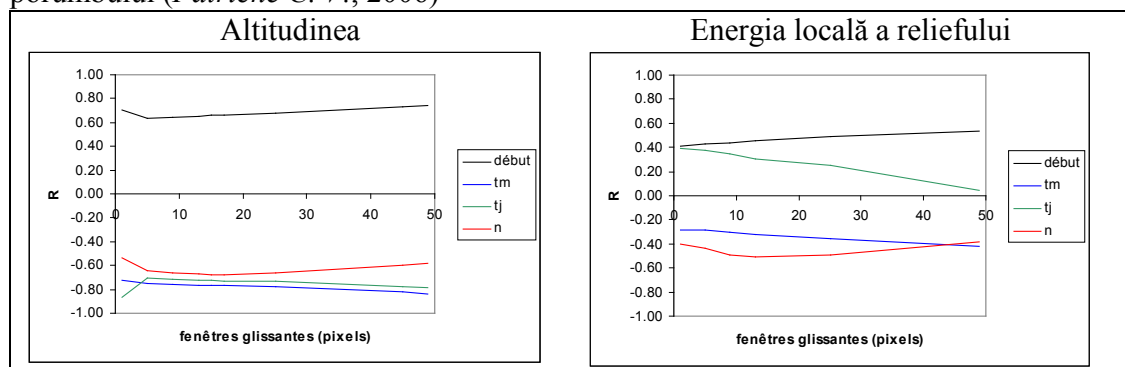 Altitudinea
Energia locală a reliefului
1.00
0.80
0.60
0.40
0.20
0.00
-0.20
-0.40
-0.60
-0.80
-1.00
R
0 10 20 30 40 50
fenêtres glissantes (pixels)
début
tm
tj
n
1.00
0.80
0.60
0.40
0.20
0.00
-0.20
-0.40
-0.60
-0.80
-1.00
R
0 10 20 30 40 50
fenêtres glissantes (pixels)
début
tm
tj
n